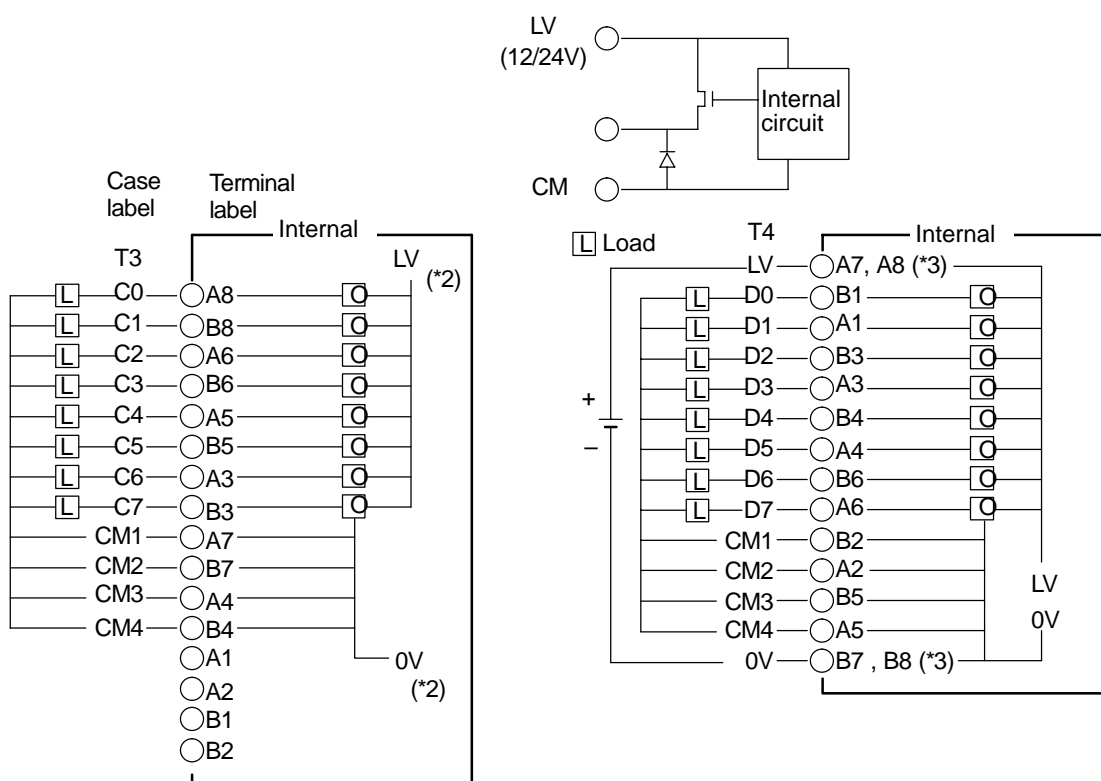 LV
(12/24V)
Internal
circuit
CM
Case
label
Terminal
label
Internal
T3
LV
(*2)
L C0 A8 O
L C1 B8 O
L C2 A6 O
L C3 B6 O
L C4 A5 O
L C5 B5 O
L C6 A3 O
L C7 B3 O
CM1 A7
CM2 B7
CM3 A4
CM4 B4
A1
0V
(*2)
A2
B1
B2
L Load
T4
Internal
LV A7, A8 (*3)
L D0 B1 O
L D1 A1 O
L D2 B3 O
L D3 A3 O
+
L D4 B4 O
–
L D5 A4 O
L D6 B6 O
L D7 A6 O
CM1 B2
CM2 A2
LV
CM3 B5
0V
CM4 A5
0V B7 , B8 (*3)